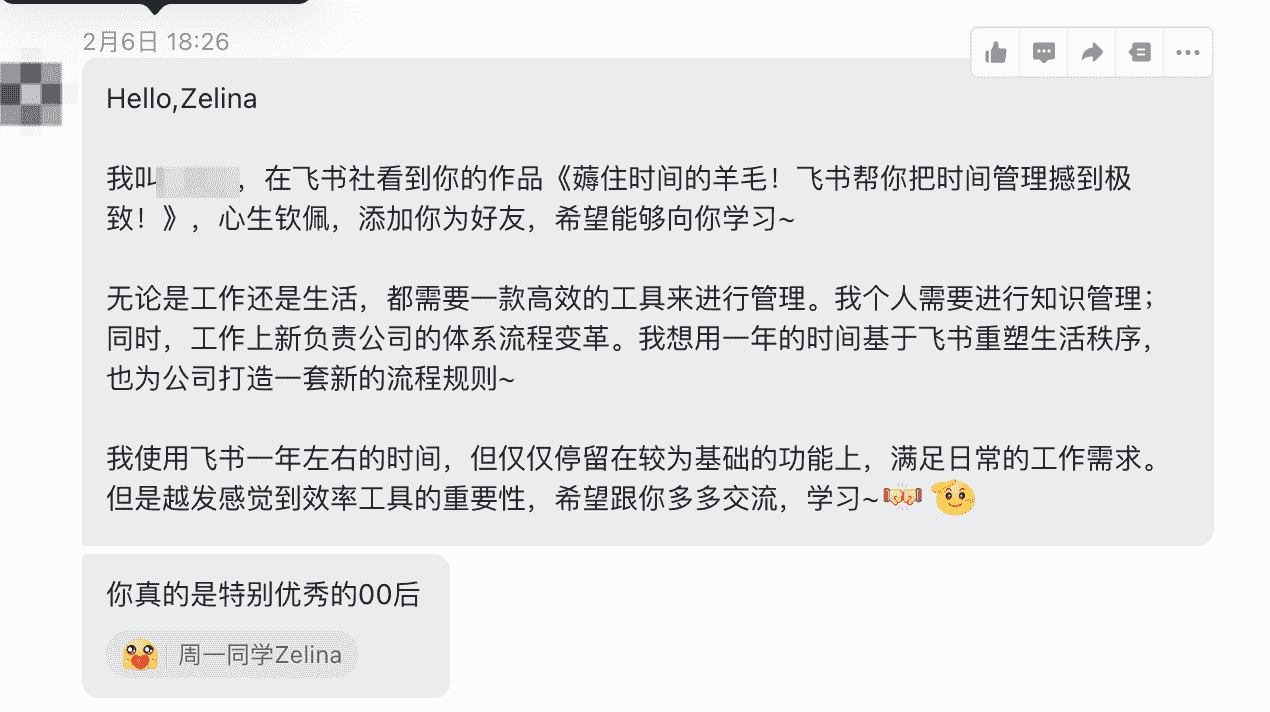 2月6日 18:26
Hello,Zelina
我叫 ，在飞书社看到你的作品《薅住时间的羊毛！飞书帮你把时间管理撼到极
致！》，心生钦佩，添加你为好友，希望能够向你学习~
无论是工作还是生活，都需要一款高效的工具来进行管理。我个人需要进行知识管理；
同时，工作上新负责公司的体系流程变革。我想用一年的时间基于飞书重塑生活秩序，
也为公司打造一套新的流程规则~
我使用飞书一年左右的时间，但仅仅停留在较为基础的功能上，满足日常的工作需求。
但是越发感觉到效率工具的重要性，希望跟你多多交流，学习~
你真的是特别优秀的00后
周一同学Zelina